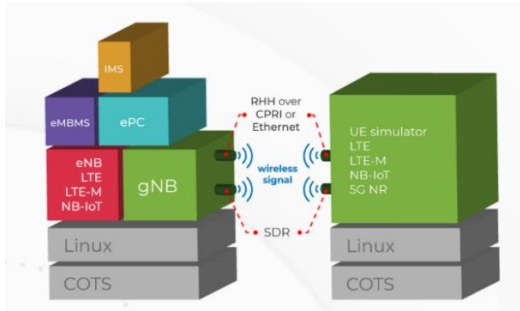 IMS
eMBMS
ePC
eNB
LTE
LTE-M
NB-IoT
gNB
Linux
COTS
RHH over
CPRI or
Ethernet
wireless
signal
SDR
UE simulator
LTE
LTE-M
NB-IoT
5G NR
Linux
COTS